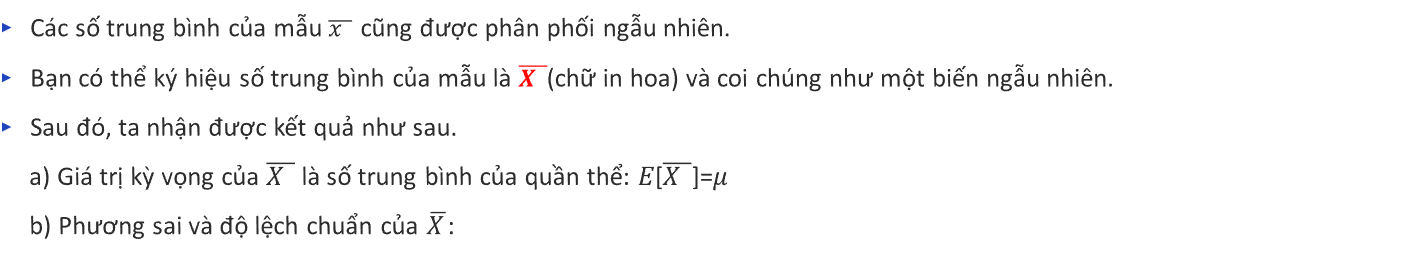 ▸ Các số trung bình của mẫu x̅ cũng được phân phối ngẫu nhiên.
▸ Bạn có thể ký hiệu số trung bình của mẫu là X̅ (chữ in hoa) và coi chúng như một biến ngẫu nhiên.
▸ Sau đó, ta nhận được kết quả như sau.
a) Giá trị kỳ vọng của X̅ là số trung bình của quần thể: E[X̅ ]=μ
b) Phương sai và độ lệch chuẩn của X̅ :